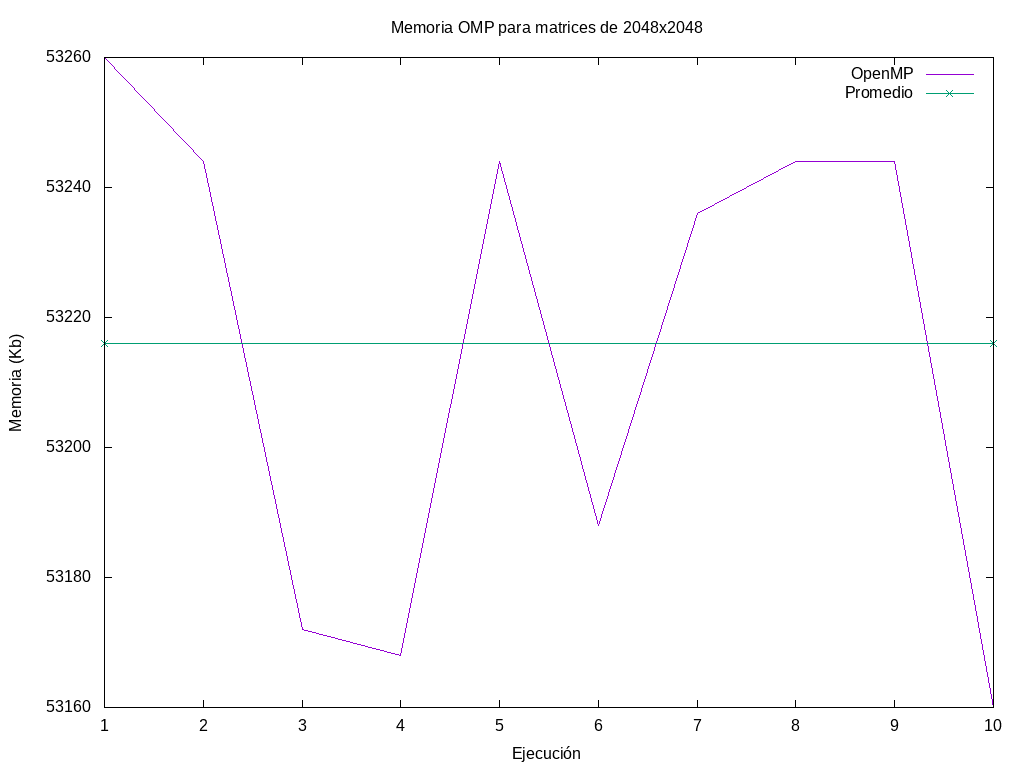 Memoria OMP para matrices de 2048x2048
OpenMP
Promedio
53260
53240
53220
53200
53180
53160
Memoria (Kb)
1 2 3 4 5 6 7 8 9 10
Ejecución